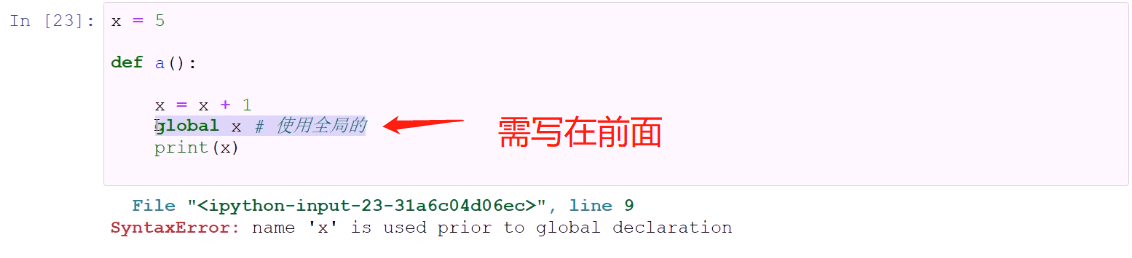 In [23]: x = 5
def a():
x = x + 1
global x # 使用全局的
需写在前面
print(x)
File "<ipython-input-23-31a6c04d06ec>", line 9
SyntaxError: name 'x' is used prior to global declaration